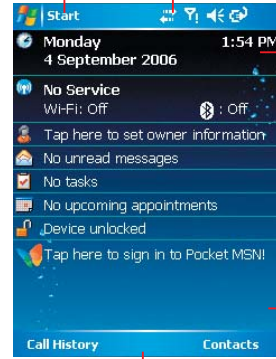 Start
Monday 1:54 PM
4 September 2006
No Service
Wi-Fi: Off : Off
Tap here to set owner information
No unread messages
No tasks
No upcoming appointments
Device unlocked
Tap here to sign in to Pocket MSN!
Call History Contacts